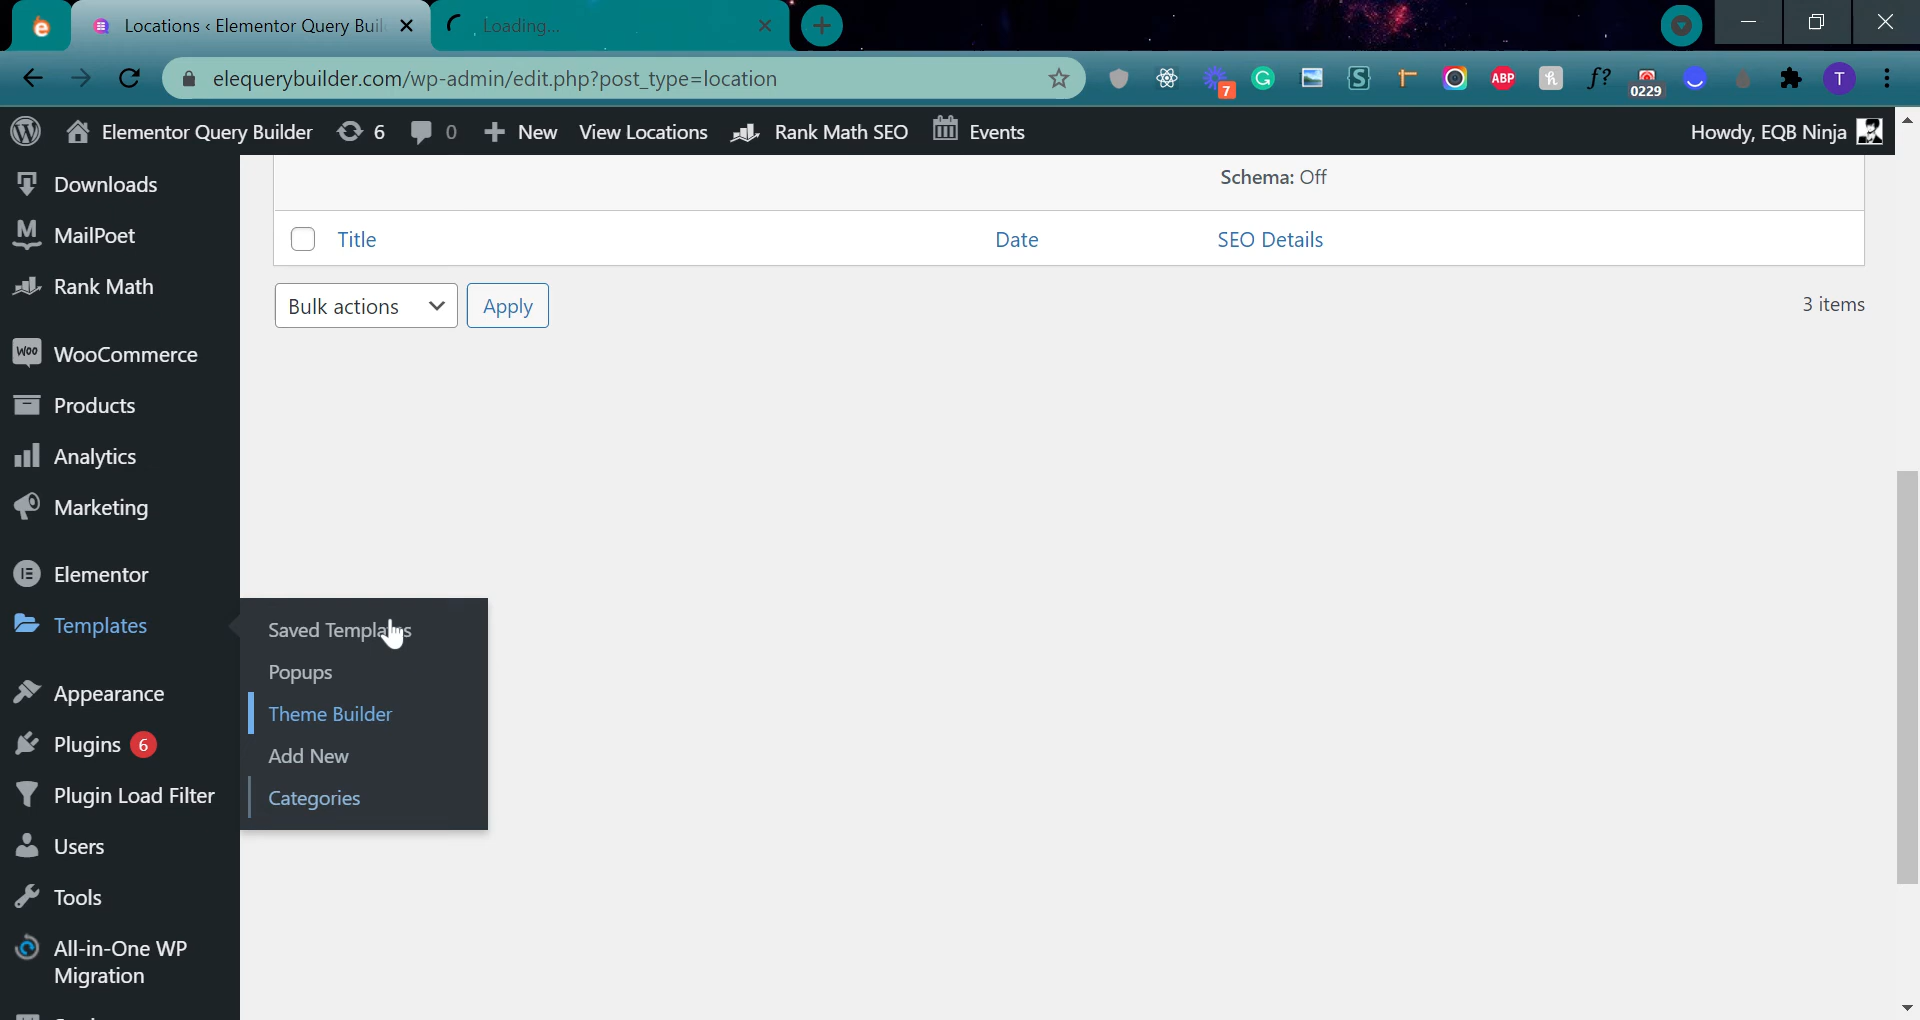 Locations ‹ Elementor Query Buil
Loading...
elequerybuilder.com/wp-admin/edit.php?post_type=location
7
ABP
f?
0229
T
Elementor Query Builder
6
0
New
View Locations
Rank Math SEO
Events
Howdy, EQB Ninja
Downloads
MailPoet
Rank Math
WooCommerce
Products
Analytics
Marketing
Elementor
Templates
Appearance
Plugins 6
Plugin Load Filter
Users
Tools
All-in-One WP
Migration
Saved Templates
Popups
Theme Builder
Add New
Categories
Schema: Off
Title
Date
SEO Details
Bulk actions
Apply
3 items